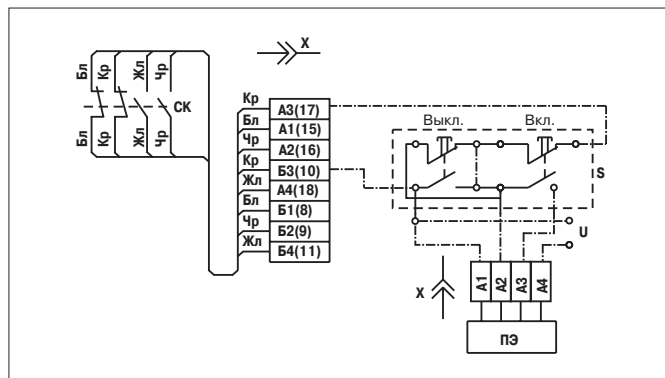 X
Бл
Кр
Жл
Чр
СК
Бл
Кр
Жл
Чр
Кр
А3(17)
Бл
А1(15)
Чр
А2(16)
Кр
Б3(10)
Жл
А4(18)
Бл
Б1(8)
Чр
Б2(9)
Жл
Б4(11)
Выкл.
Вкл.
S
U
X
А1
А2
А3
А4
ПЭ